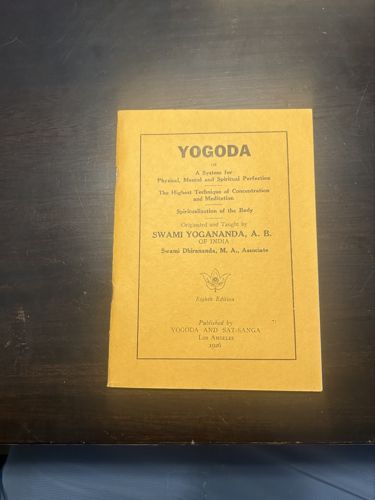 YOGODA
OR
A System for
Physical, Mental and Spiritual Perfection
The Highest Technique of Concentration
and Meditation
Spiritualization of the Body
Originated and Taught by
SWAMI YOGANANDA, A. B.
OF INDIA
Swami Dhirananda, M. A., Associate
Eighth Edition
Published by
YOGODA AND SAT-SANGA
LOS ANGELES
1926